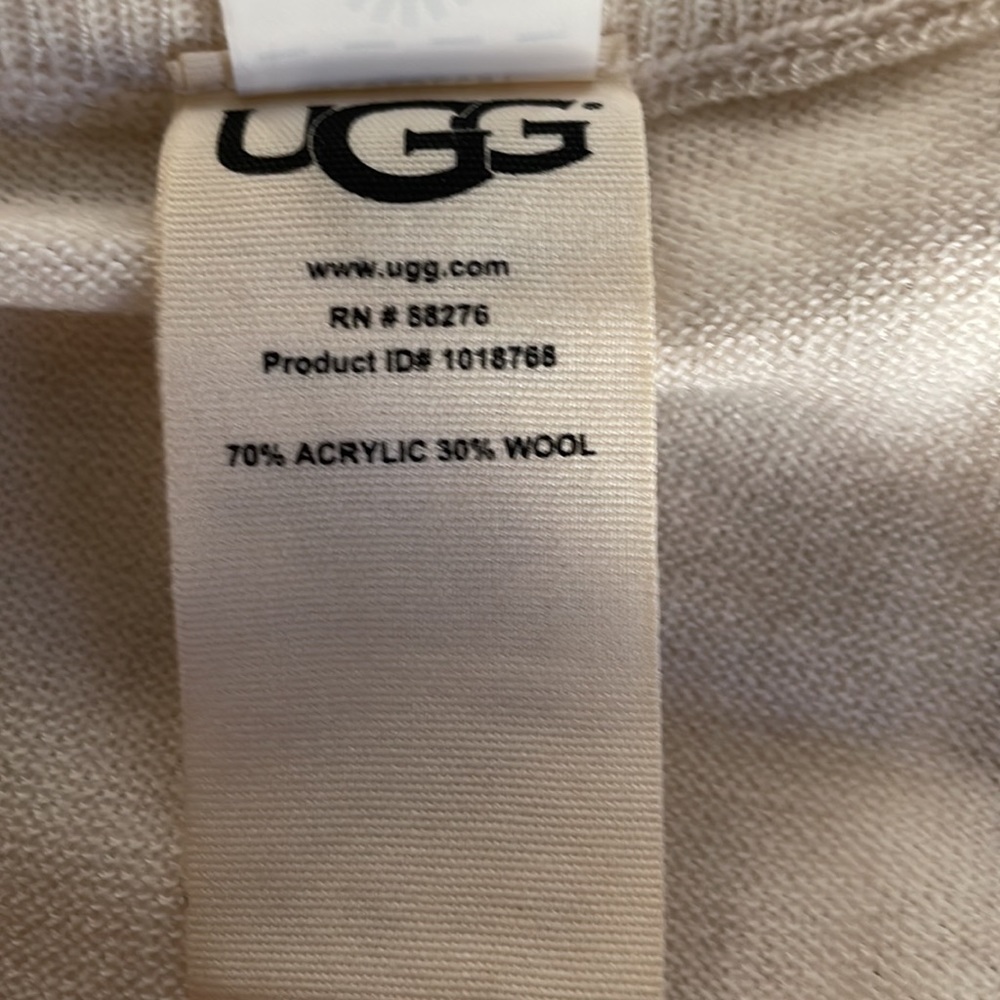 UGG®
www.ugg.com
RN # 88276
Product ID# 1018768
70% ACRYLIC 30% WOOL